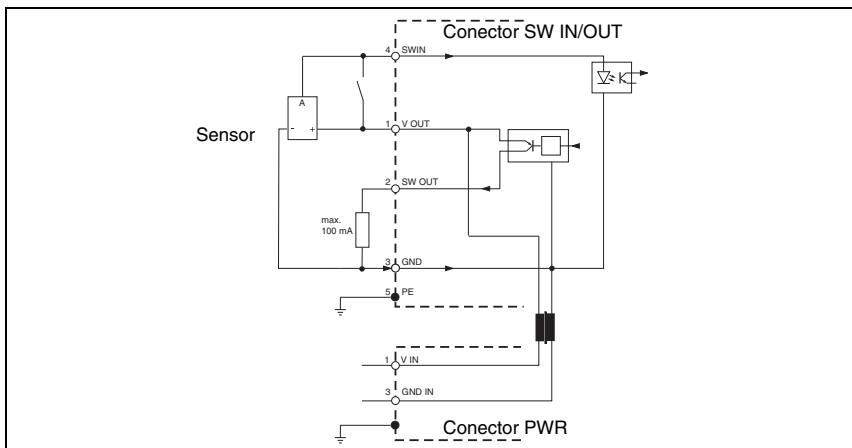 Conector SW IN/OUT
4 SWIN
A
- +
Sensor
1 V OUT
2 SW OUT
max.
100 mA
3 GND
5 PE
1 V IN
3 GND IN
Conector PWR